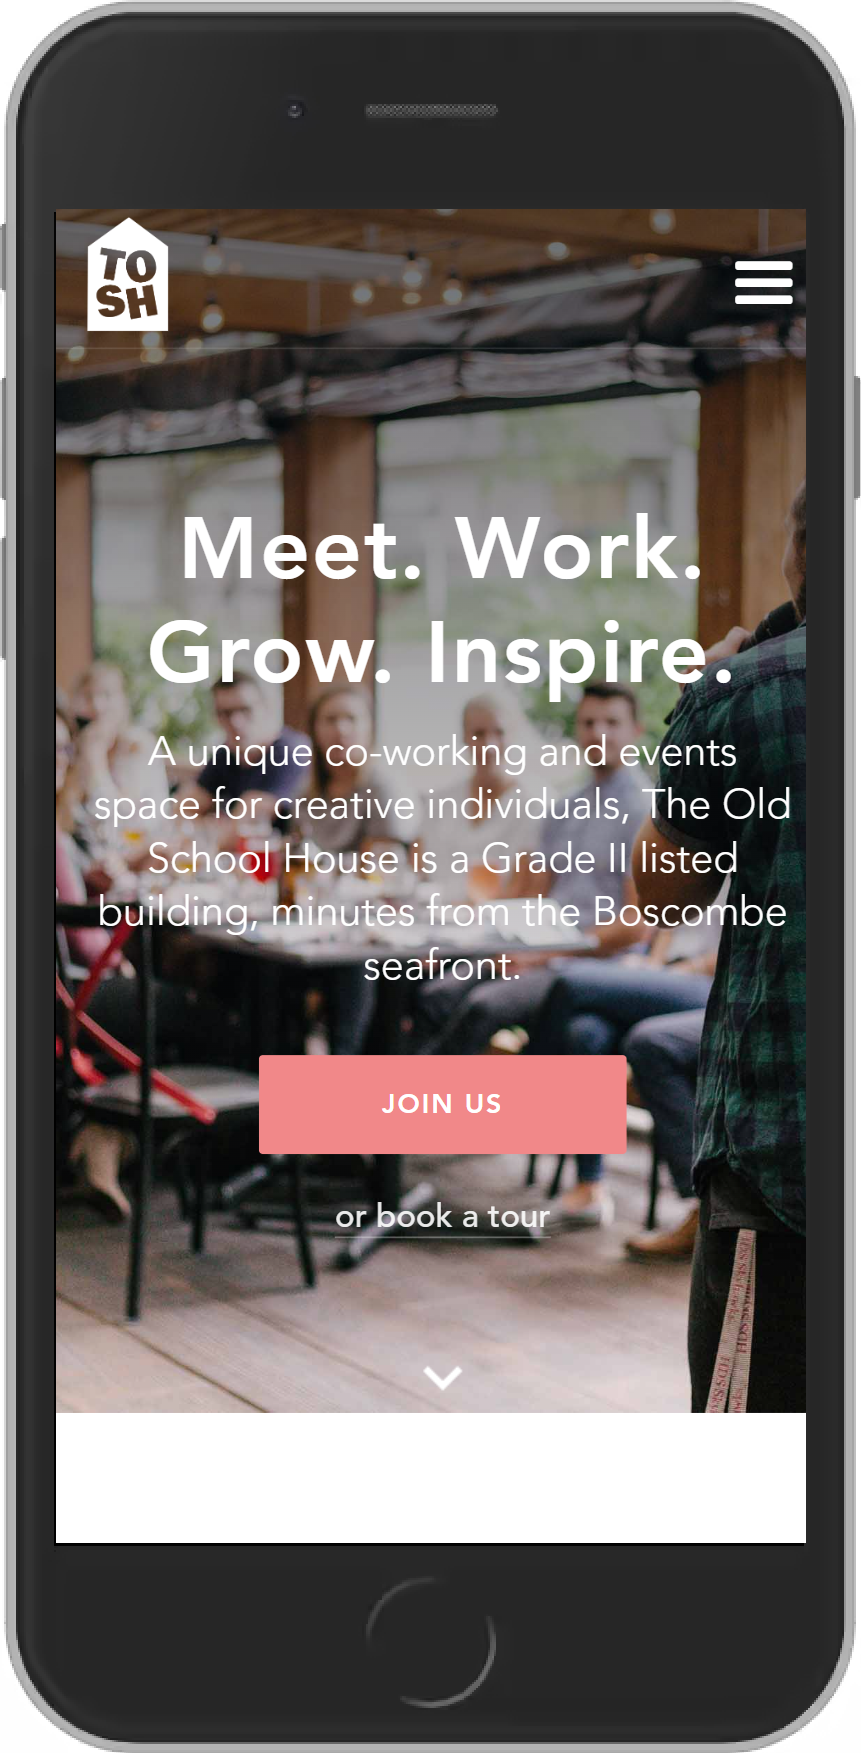 TO
SH
Meet. Work.
Grow. Inspire.
A unique co-working and events
space for creative individuals, The Old
School House is a Grade II listed
building, minutes from the Boscombe
seafront.
JOIN US
or book a tour